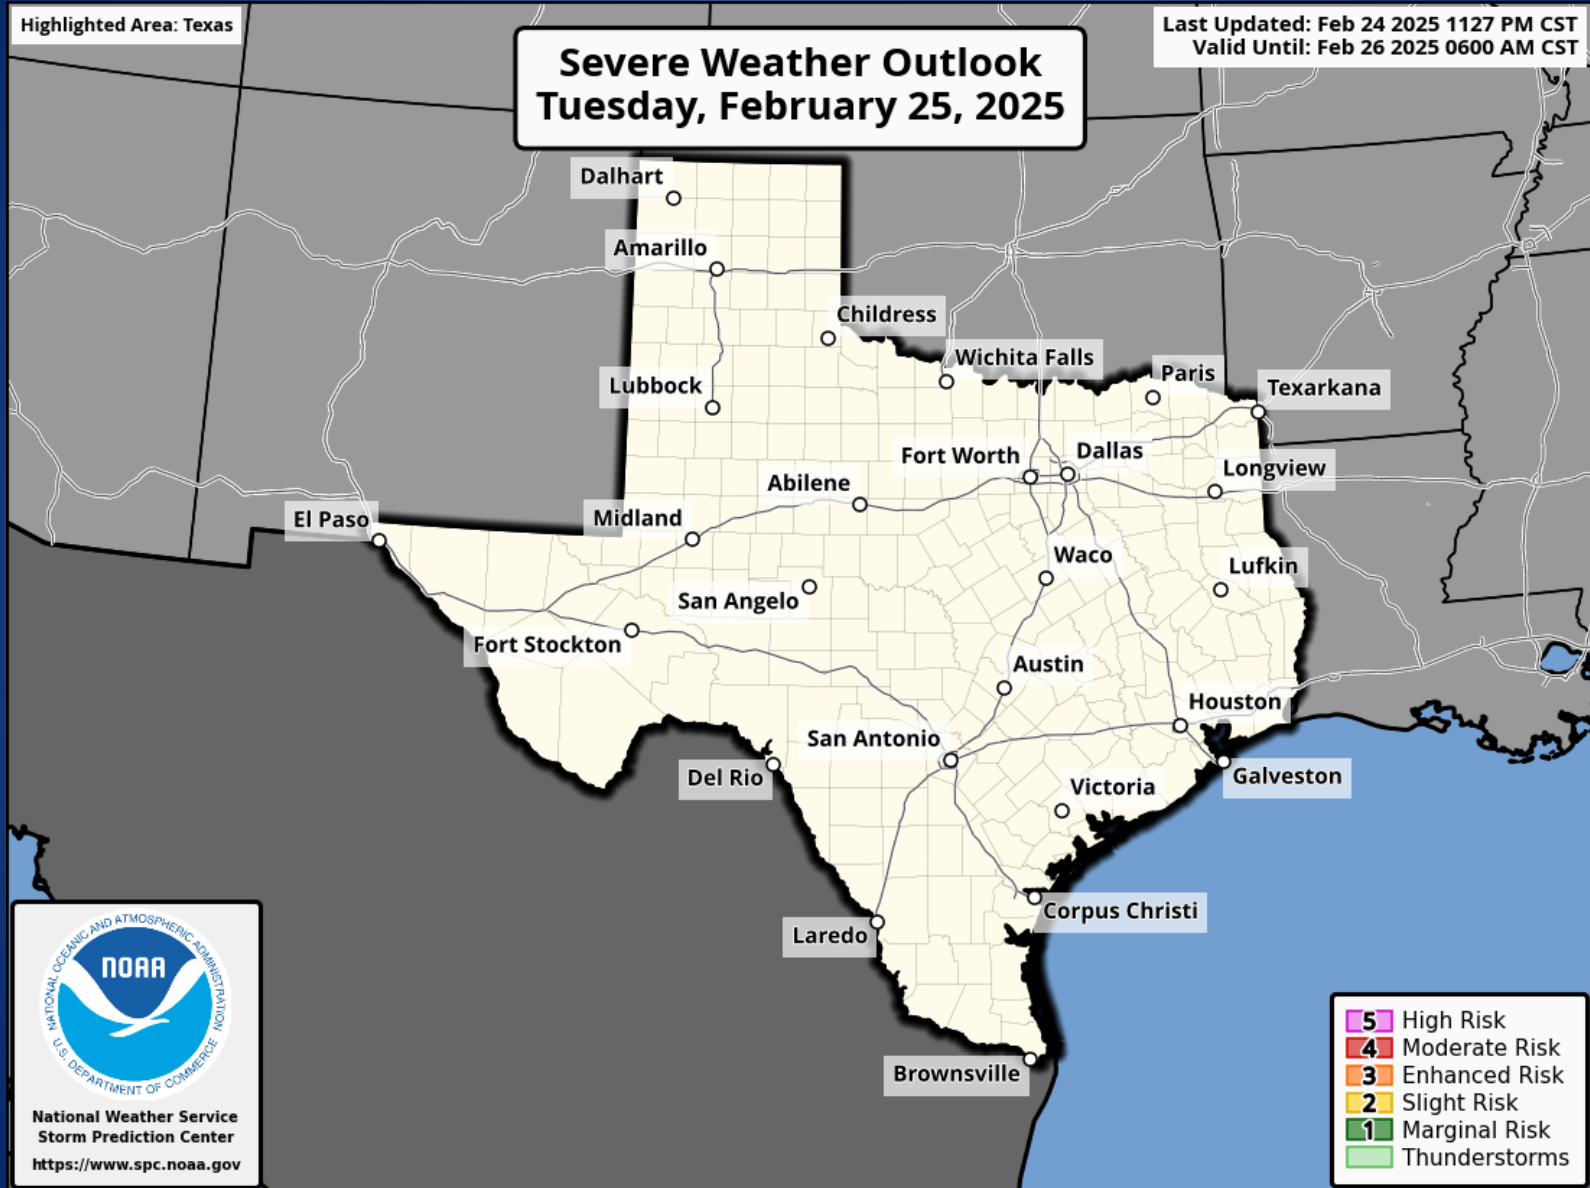 Highlighted Area: Texas
Severe Weather Outlook
Tuesday, February 25, 2025
Last Updated: Feb 24 2025 1127 PM CST
Valid Until: Feb 26 2025 0600 AM CST
Dalhart
Amarillo
Childress
Wichita Falls
Paris
Texarkana
Lubbock
Fort Worth
Dallas
Longview
Abilene
El Paso
Midland
Waco
Lufkin
San Angelo
Fort Stockton
Austin
Houston
San Antonio
Del Rio
Galveston
Victoria
Corpus Christi
Laredo
Brownsville
NATIONAL OCEANIC AND ATMOSPHERIC ADMINISTRATION
NOAA
U.S. DEPARTMENT OF COMMERCE
National Weather Service
Storm Prediction Center
https://www.spc.noaa.gov
5 High Risk
4 Moderate Risk
3 Enhanced Risk
2 Slight Risk
1 Marginal Risk
Thunderstorms